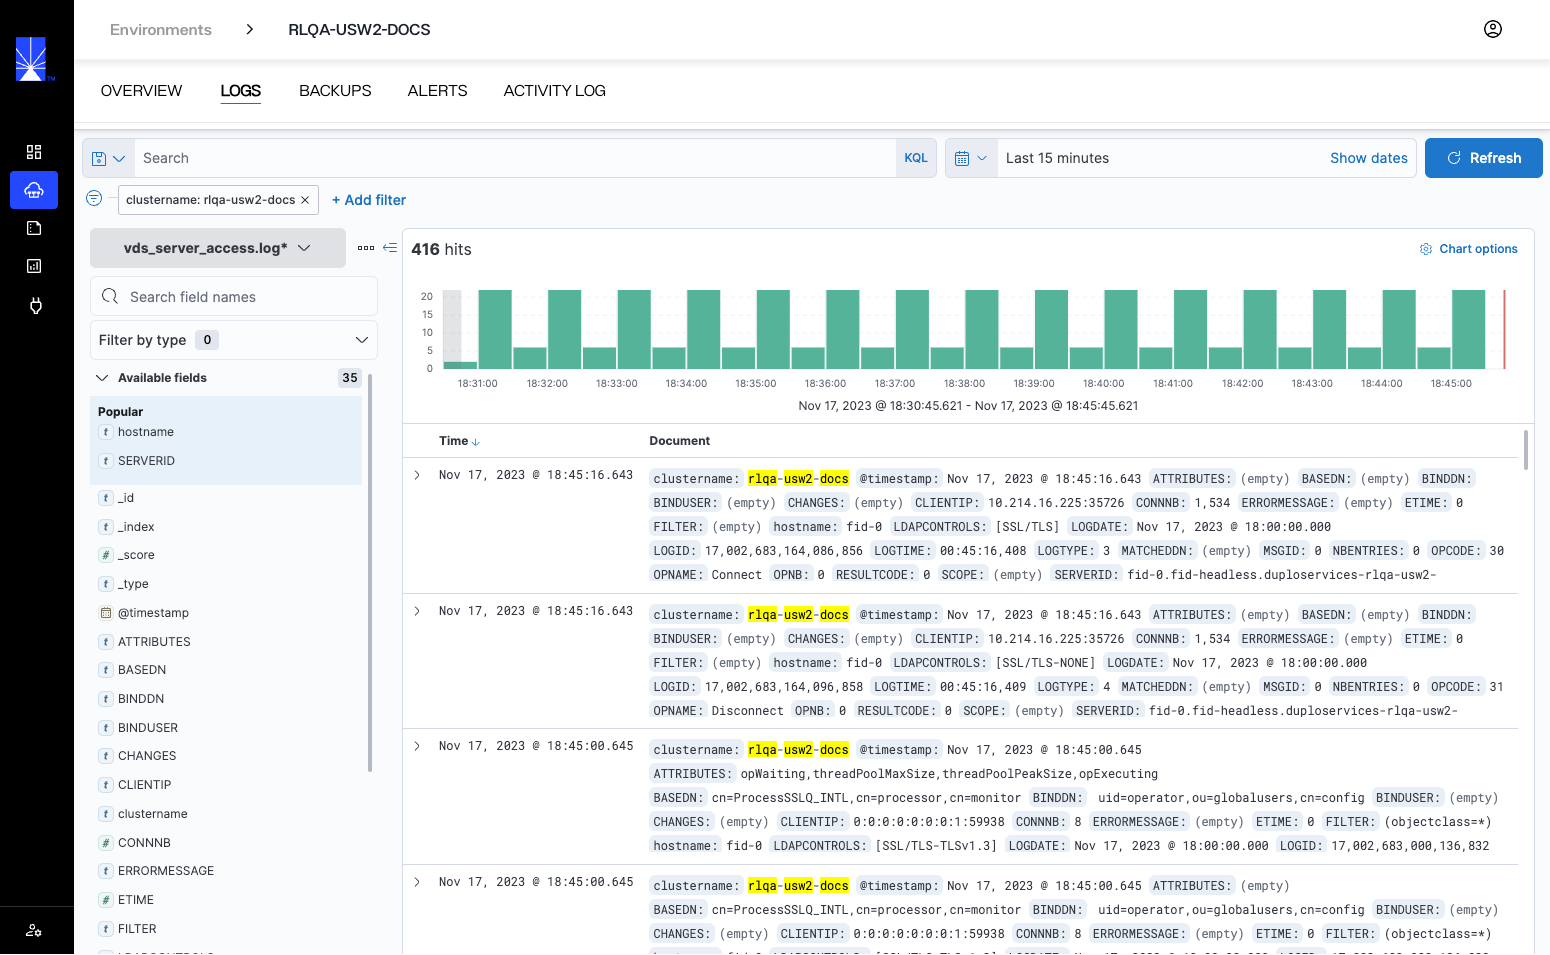 Environments > RLQA-USW2-DOCS
OVERVIEW LOGS BACKUPS ALERTS ACTIVITY LOG
Search KQL Last 15 minutes Show dates Refresh
clustername: rlqa-usw2-docs × + Add filter
vds_server_access.log*
Search field names
Filter by type 0
Available fields 35
Popular
t hostname
t SERVERID
t _id
t _index
# _score
t _type
@timestamp
t ATTRIBUTES
t BASEDN
t BINDDN
t BINDUSER
t CHANGES
t CLIENTIP
t clustername
# CONNNB
t ERRORMESSAGE
# ETIME
t FILTER
416 hits Chart options
20
15
10
5
0
18:31:00 18:32:00 18:33:00 18:34:00 18:35:00 18:36:00 18:37:00 18:38:00 18:39:00 18:40:00 18:41:00 18:42:00 18:43:00 18:44:00 18:45:00
Nov 17, 2023 @ 18:30:45.621 - Nov 17, 2023 @ 18:45:45.621
Time ↓ Document
Nov 17, 2023 @ 18:45:16.643 clustername: rlqa-usw2-docs @timestamp: Nov 17, 2023 @ 18:45:16.643 ATTRIBUTES: (empty) BASEDN: (empty) BINDDN:
BINDUSER: (empty) CHANGES: (empty) CLIENTIP: 10.214.16.225:35726 CONNNB: 1,534 ERRORMESSAGE: (empty) ETIME: 0
FILTER: (empty) hostname: fid-0 LDAPCONTROLS: [SSL/TLS] LOGDATE: Nov 17, 2023 @ 18:00:00.000
LOGID: 17,002,683,164,086,856 LOGTIME: 00:45:16,408 LOGTYPE: 3 MATCHEDDN: (empty) MSGID: 0 NBENTRIES: 0 OPCODE: 30
OPNAME: Connect OPNB: 0 RESULTCODE: 0 SCOPE: (empty) SERVERID: fid-0.fid-headless.duploservices-rlqa-usw2-
Nov 17, 2023 @ 18:45:16.643 clustername: rlqa-usw2-docs @timestamp: Nov 17, 2023 @ 18:45:16.643 ATTRIBUTES: (empty) BASEDN: (empty) BINDDN:
BINDUSER: (empty) CHANGES: (empty) CLIENTIP: 10.214.16.225:35726 CONNNB: 1,534 ERRORMESSAGE: (empty) ETIME: 0
FILTER: (empty) hostname: fid-0 LDAPCONTROLS: [SSL/TLS-NONE] LOGDATE: Nov 17, 2023 @ 18:00:00.000
LOGID: 17,002,683,164,096,858 LOGTIME: 00:45:16,409 LOGTYPE: 4 MATCHEDDN: (empty) MSGID: 0 NBENTRIES: 0 OPCODE: 31
OPNAME: Disconnect OPNB: 0 RESULTCODE: 0 SCOPE: (empty) SERVERID: fid-0.fid-headless.duploservices-rlqa-usw2-
Nov 17, 2023 @ 18:45:00.645 clustername: rlqa-usw2-docs @timestamp: Nov 17, 2023 @ 18:45:00.645
ATTRIBUTES: opWaiting,threadPoolMaxSize,threadPoolPeakSize,opExecuting
BASEDN: cn=ProcessSSLQ_INTL,cn=processor,cn=monitor BINDDN: uid=operator,ou=globalusers,cn=config BINDUSER: (empty)
CHANGES: (empty) CLIENTIP: 0:0:0:0:0:0:0:1:59938 CONNNB: 8 ERRORMESSAGE: (empty) ETIME: 0 FILTER: (objectclass=*)
hostname: fid-0 LDAPCONTROLS: [SSL/TLS-TLSv1.3] LOGDATE: Nov 17, 2023 @ 18:00:00.000 LOGID: 17,002,683,000,136,832
Nov 17, 2023 @ 18:45:00.645 clustername: rlqa-usw2-docs @timestamp: Nov 17, 2023 @ 18:45:00.645 ATTRIBUTES: (empty)
BASEDN: cn=ProcessSSLQ_INTL,cn=processor,cn=monitor BINDDN: uid=operator,ou=globalusers,cn=config BINDUSER: (empty)
CHANGES: (empty) CLIENTIP: 0:0:0:0:0:0:0:1:59938 CONNNB: 8 ERRORMESSAGE: (empty) ETIME: 0 FILTER: (objectclass=*)